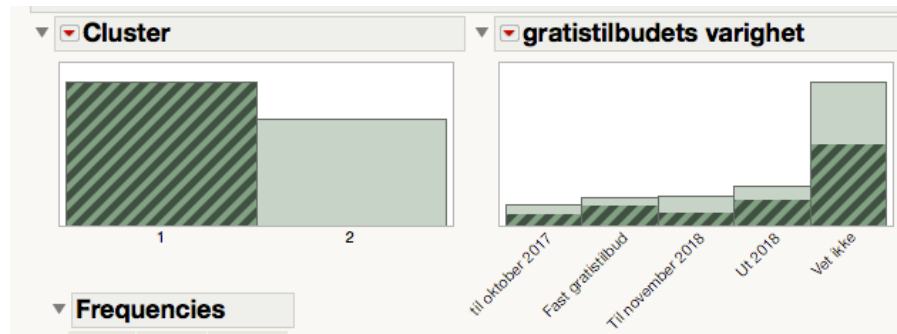 Cluster
gratistilbudets varighet
1
2
til oktober 2017
Fast gratistilbud
Til november 2018
Ut 2018
Vet ikke
Frequencies